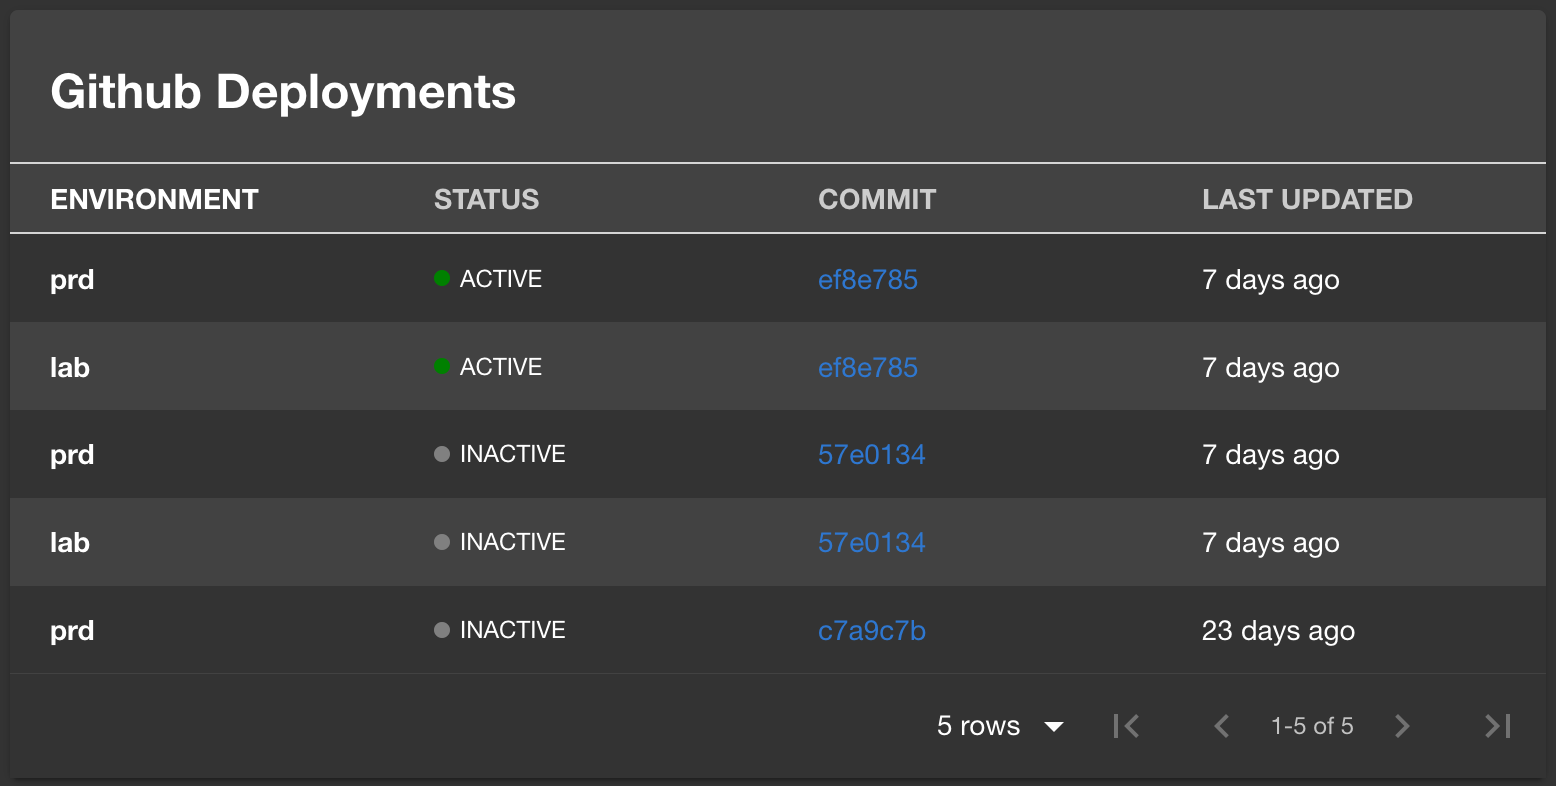 Github Deployments
ENVIRONMENT STATUS COMMIT LAST UPDATED
prd ACTIVE ef8e785 7 days ago
lab ACTIVE ef8e785 7 days ago
prd INACTIVE 57e0134 7 days ago
lab INACTIVE 57e0134 7 days ago
prd INACTIVE c7a9c7b 23 days ago
5 rows 1-5 of 5